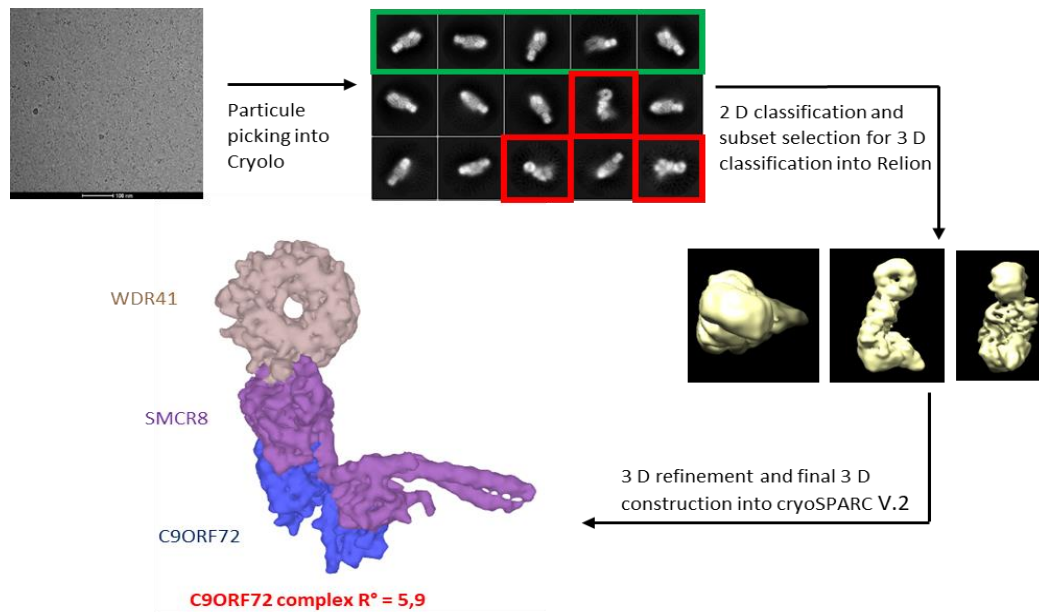 Particule
picking into
Cryolo
2 D classification and
subset selection for 3 D
classification into Relion
WDR41
SMCR8
C9ORF72
3 D refinement and final 3 D
construction into cryoSPARC V.2
C9ORF72 complex R° = 5,9